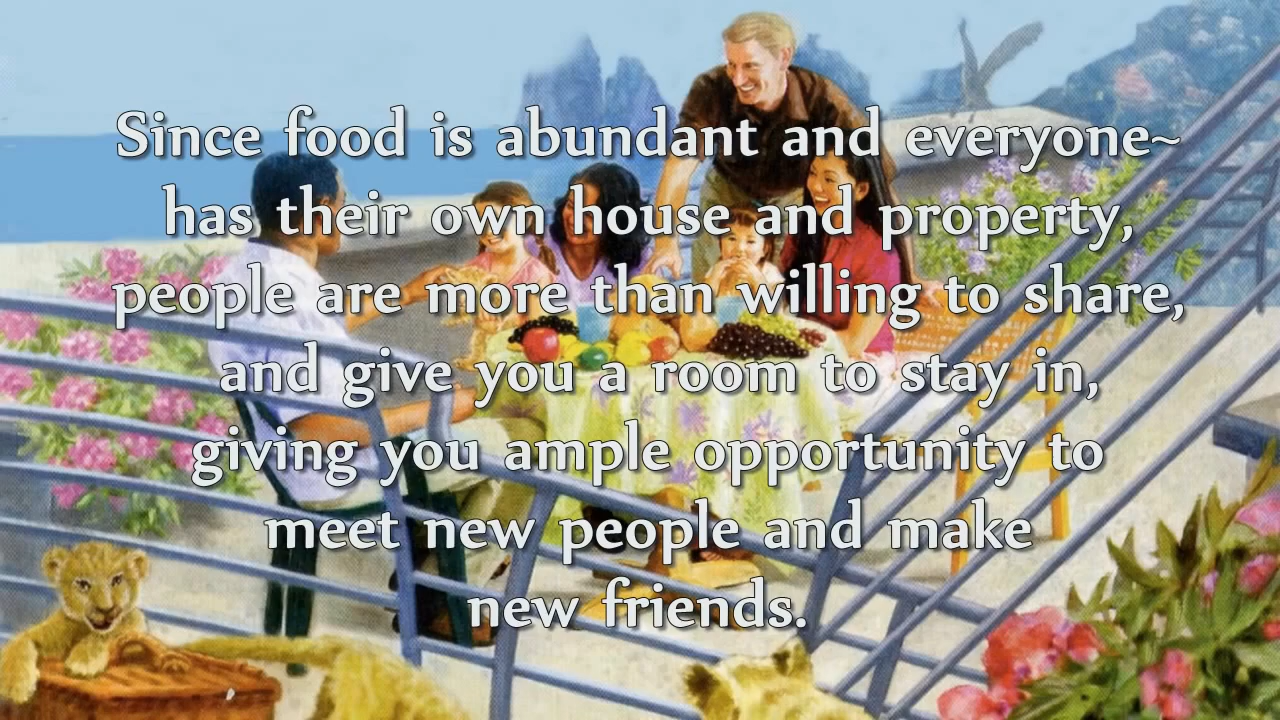 Since food is abundant and everyone~
has their own house and property,
people are more than willing to share,
and give you a room to stay in,
giving you ample opportunity to
meet new people and make
new friends.